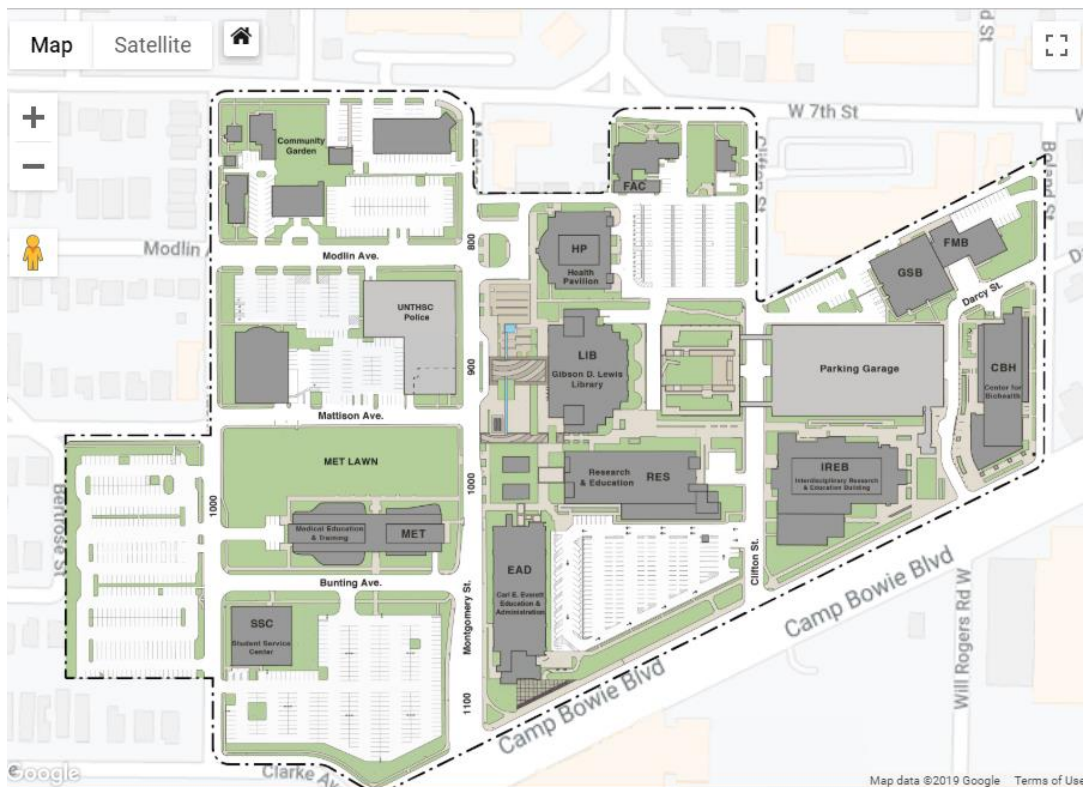 Map
Satellite
W 7th St
Community
Garden
FAC
Clifton St
Boland St
800
Modlin
Modlin Ave.
HP
Health
Pavilion
FMB
GSB
Darcy St.
UNTHSC
Police
LIB
Gibson D. Lewis
Library
900
Parking Garage
CBH
Center for
Biohealth
Mattison Ave.
MET LAWN
1000
1000
Research
& Education
RES
IREB
Interdisciplinary Research
& Education Building
Medical Education
& Training
MET
Bunting Ave.
EAD
Carl E. Everett
Education &
Administration
Clifton St.
Montgomery St.
SSC
Student Service
Center
1100
Camp Bowie Blvd
Camp Bowie Blvd
Will Rogers Rd W
Clarke Av
Google
Map data ©2019 Google
Terms of Use